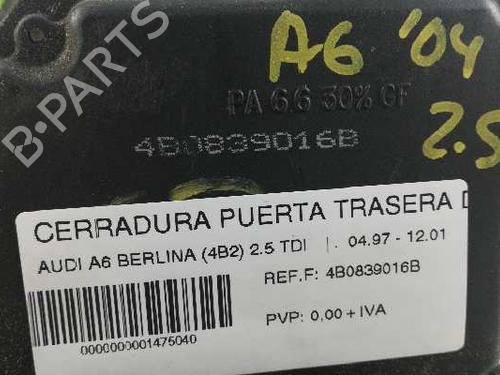 A6 '04
PA 6.6 30% GF
2.5
4B0839016B
CERRADURA PUERTA TRASERA D
AUDI A6 BERLINA (4B2) 2.5 TDI | . 04.97 - 12.01
REF.F: 4B0839016B
PVP: 0,00 + IVA
0000000001475040